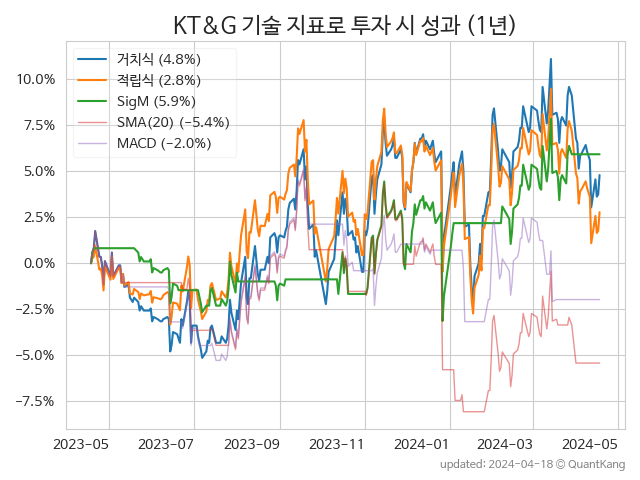 KT&G 기술 지표로 투자 시 성과 (1년)
거치식 (4.8%)
적립식 (2.8%)
SigM (5.9%)
SMA(20) (−5.4%)
MACD (−2.0%)
10.0%
7.5%
5.0%
2.5%
0.0%
−2.5%
−5.0%
−7.5%
2023-05 2023-07 2023-09 2023-11 2024-01 2024-03 2024-05
updated: 2024-04-18 ⓒ QuantKang